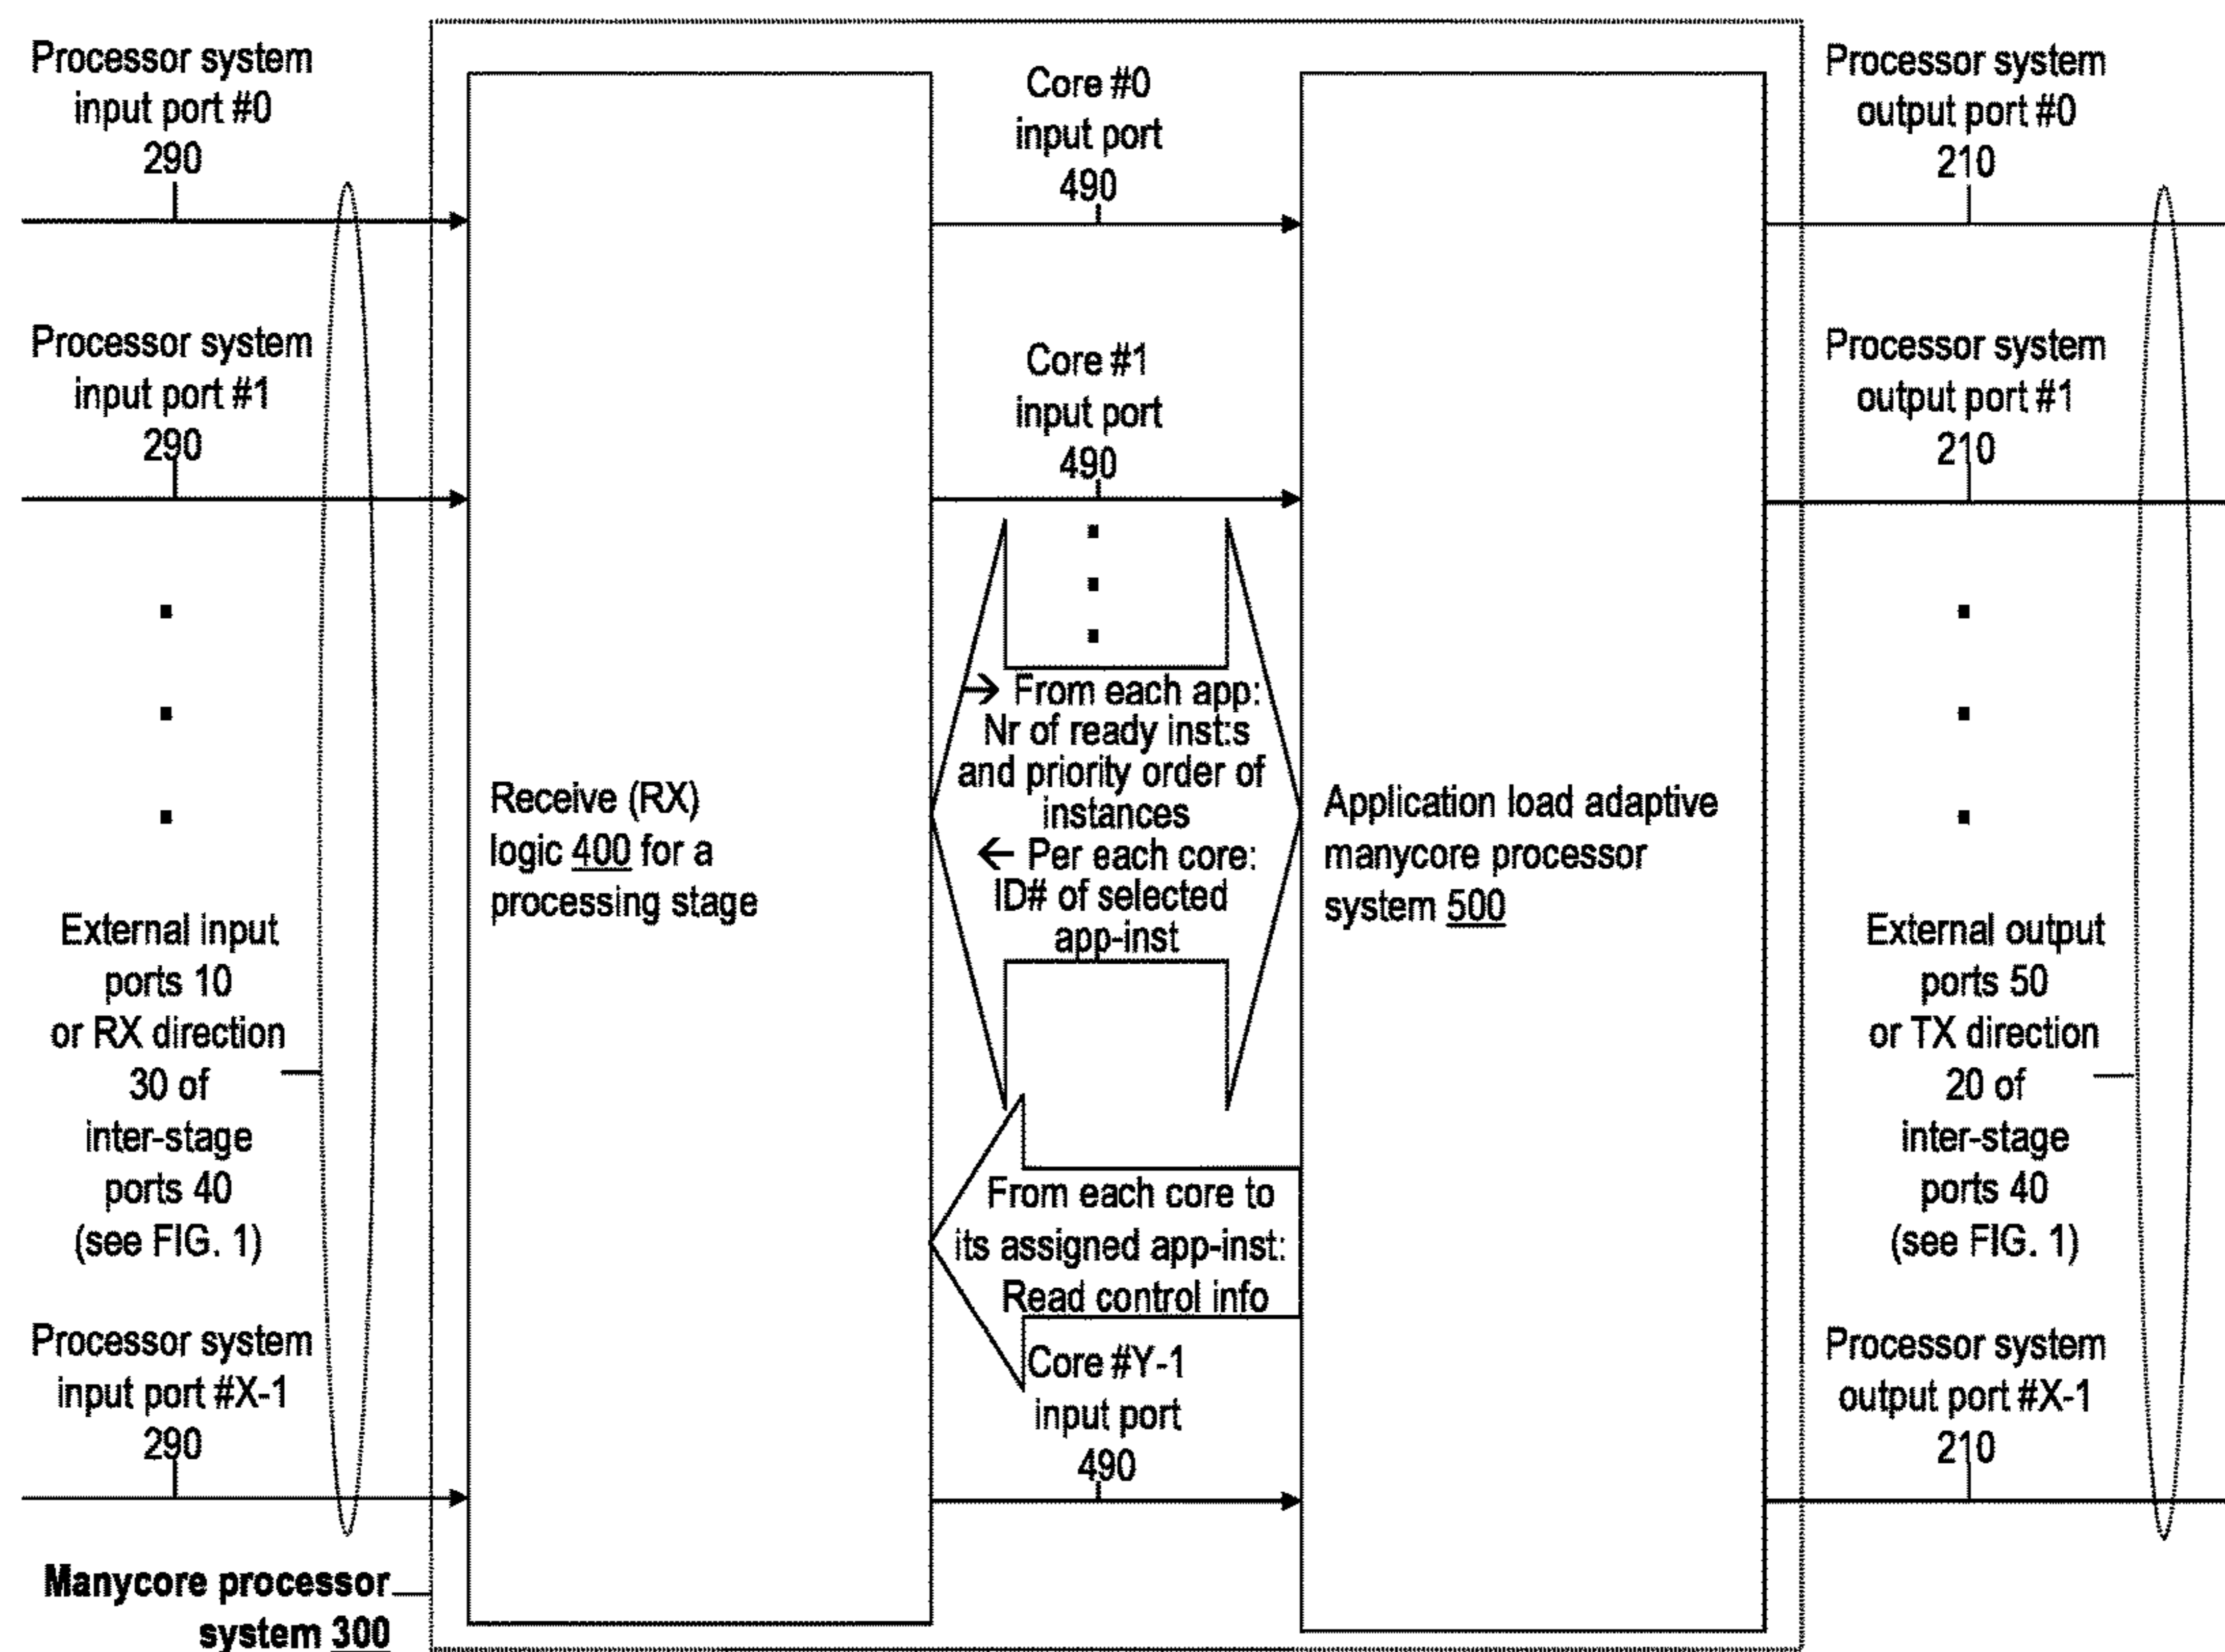 Processor system
input port #0
290
Processor system
input port #1
290
External input
ports 10
or RX direction
30 of
inter-stage
ports 40
(see FIG. 1)
Processor system
input port #X-1
290
Manycore processor
system 300
Receive (RX)
logic 400 for a
processing stage
Core #0
input port
490
Core #1
input port
490
→ From each app:
Nr of ready inst:s
and priority order of
instances
← Per each core:
ID# of selected
app-inst
From each core to
its assigned app-inst:
Read control info
Core #Y-1
input port
490
Application load adaptive
manycore processor
system 500
Processor system
output port #0
210
Processor system
output port #1
210
External output
ports 50
or TX direction
20 of
inter-stage
ports 40
(see FIG. 1)
Processor system
output port #X-1
210